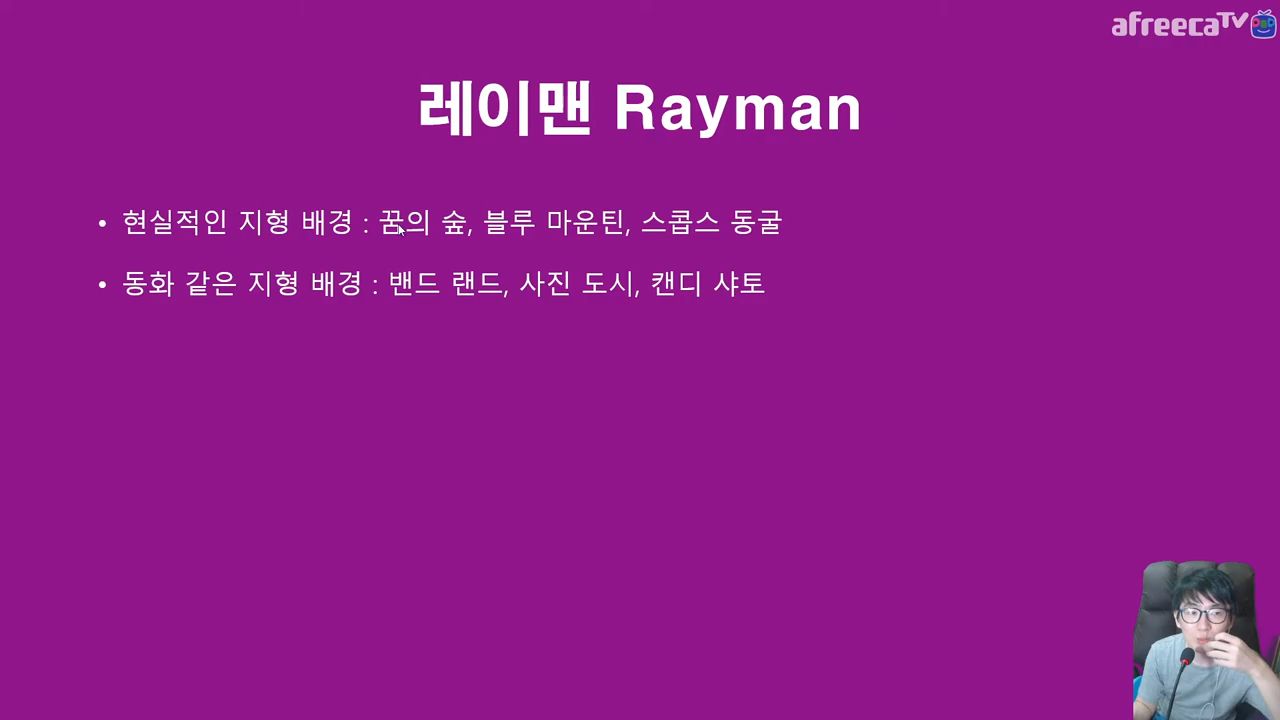 afreecaTV
레이맨 Rayman
• 현실적인 지형 배경 : 꿈의 숲, 블루 마운틴, 스콥스 동굴
• 동화 같은 지형 배경 : 밴드 랜드, 사진 도시, 캔디 샤토